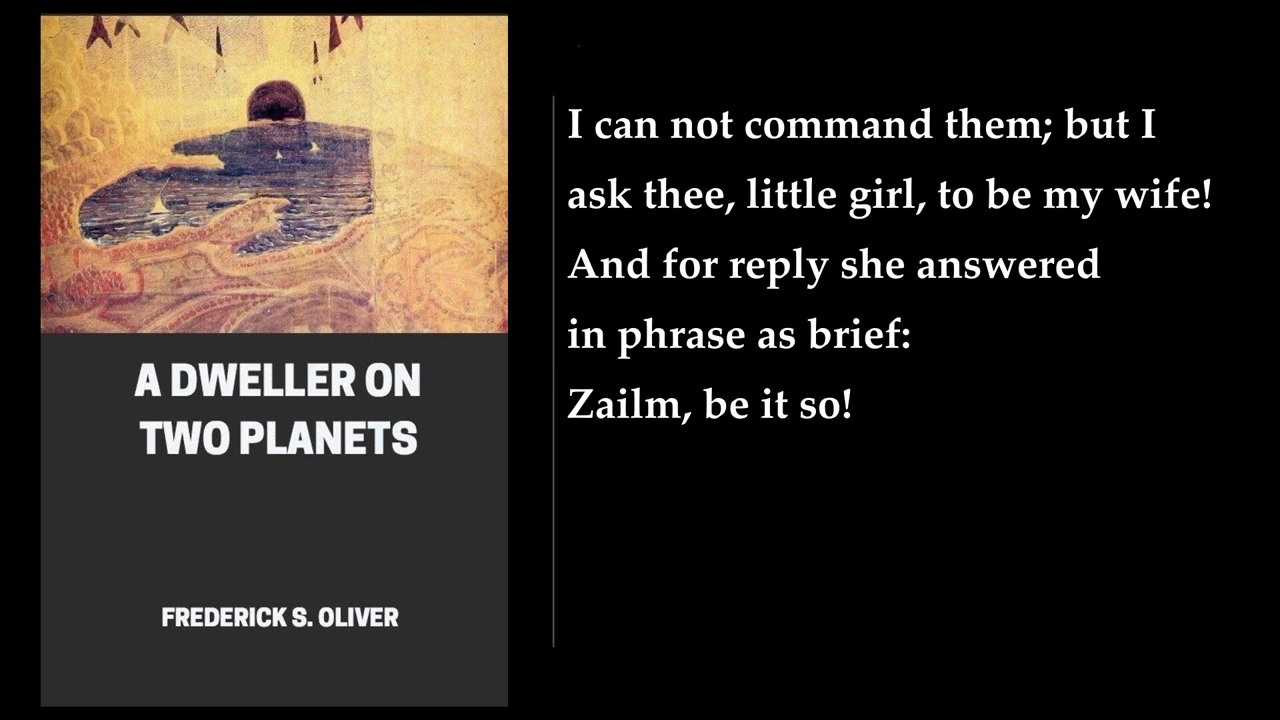 A DWELLER ON
TWO PLANETS
FREDERICK S. OLIVER
I can not command them; but I
ask thee, little girl, to be my wife!
And for reply she answered
in phrase as brief:
Zailm, be it so!